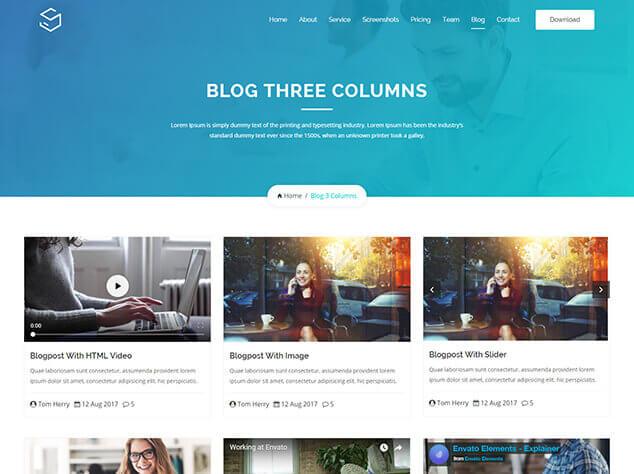 Home About Service Screenshots Pricing Team Blog Contact Download
BLOG THREE COLUMNS
Lorem Ipsum is simply dummy text of the printing and typesetting industry. Lorem Ipsum has been the industry's
standard dummy text ever since the 1500s, when an unknown printer took a galley.
Home / Blog 3 Columns
0:00
Blogpost With HTML Video
Quae laboriosam sunt consectetur, assumenda provident lorem
ipsum dolor sit amet, consectetur adipisicing elit, hic perspiciatis.
Tom Herry 12 Aug 2017 5
Blogpost With Image
Quae laboriosam sunt consectetur, assumenda provident lorem
ipsum dolor sit amet, consectetur adipisicing elit, hic perspiciatis.
Tom Herry 12 Aug 2017 5
Blogpost With Slider
Quae laboriosam sunt consectetur, assumenda provident lorem
ipsum dolor sit amet, consectetur adipisicing elit, hic perspiciatis.
Tom Herry 12 Aug 2017 5
Working at Envato
Envato Elements - Explainer
from Envato Elements